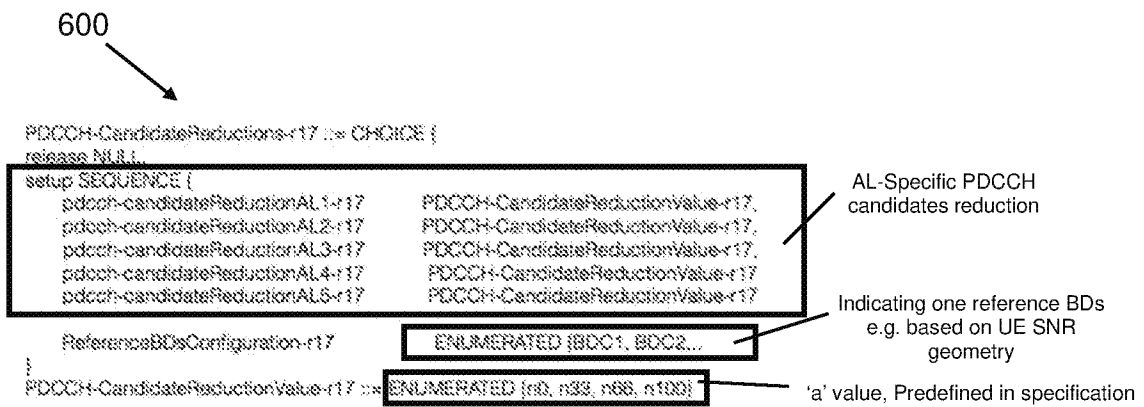 600
PDCCH-CandidateReductions-r17 ::= CHOICE {
release NULL,
setup SEQUENCE {
pdcch-candidateReductionAL1-r17 PDCCH-CandidateReductionValue-r17,
pdcch-candidateReductionAL2-r17 PDCCH-CandidateReductionValue-r17,
pdcch-candidateReductionAL3-r17 PDCCH-CandidateReductionValue-r17,
pdcch-candidateReductionAL4-r17 PDCCH-CandidateReductionValue-r17
pdcch-candidateReductionAL5-r17 PDCCH-CandidateReductionValue-r17
AL-Specific PDCCH
candidates reduction
ReferenceBDsConfiguration-r17 ENUMERATED {BDC1, BDC2,..
Indicating one reference BDs
e.g. based on UE SNR
geometry
}
PDCCH-CandidateReductionValue-r17 ::= ENUMERATED {n0, n33, n66, n100}
'a' value, Predefined in specification